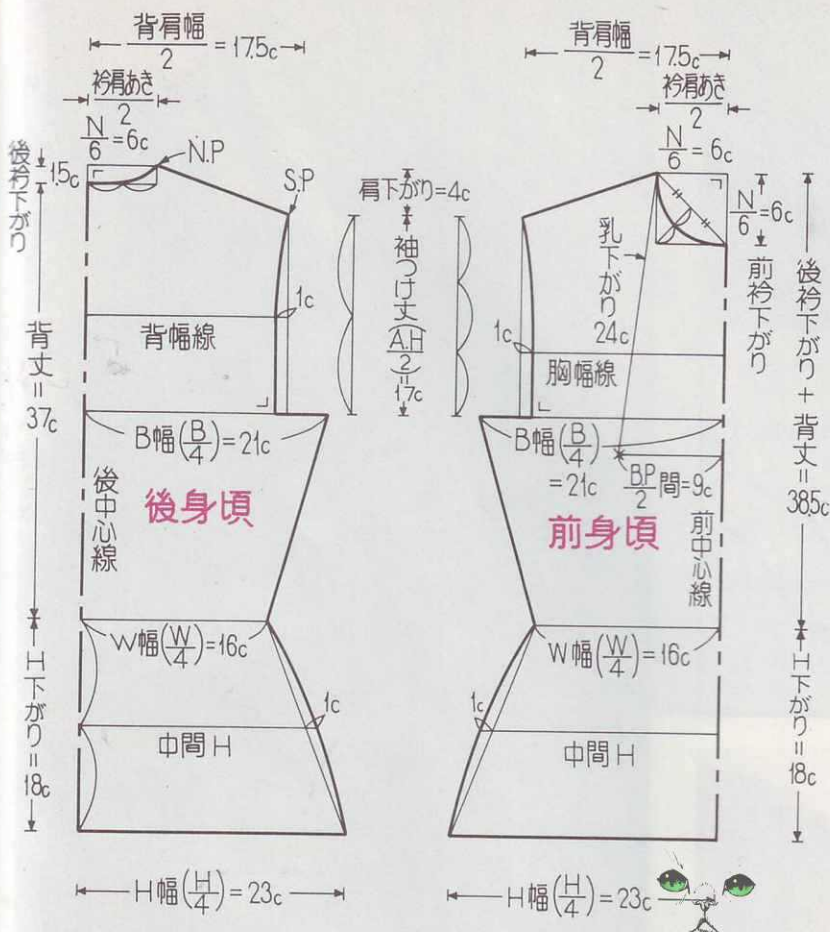 背肩幅/2 = 17.5c
衿肩あき/2
N/6 = 6c
N.P
S.P
後衿下がり
1.5c
背丈=37c
1c
背幅線
B幅(B/4)=21c
後中心線
後身頃
W幅(W/4)=16c
H下がり=18c
1c
中間H
H幅(H/4)=23c
肩下がり=4c
袖つけ丈(A.H/2)=17c
背肩幅/2 = 17.5c
衿肩あき/2
N/6 = 6c
N/6 = 6c
前衿下がり
後衿下がり+背丈=38.5c
乳下がり
24c
1c
胸幅線
B幅(B/4)
=21c
B.P間/2=9c
前身頃
前中心線
W幅(W/4)=16c
1c
中間H
H下がり=18c
H幅(H/4)=23c